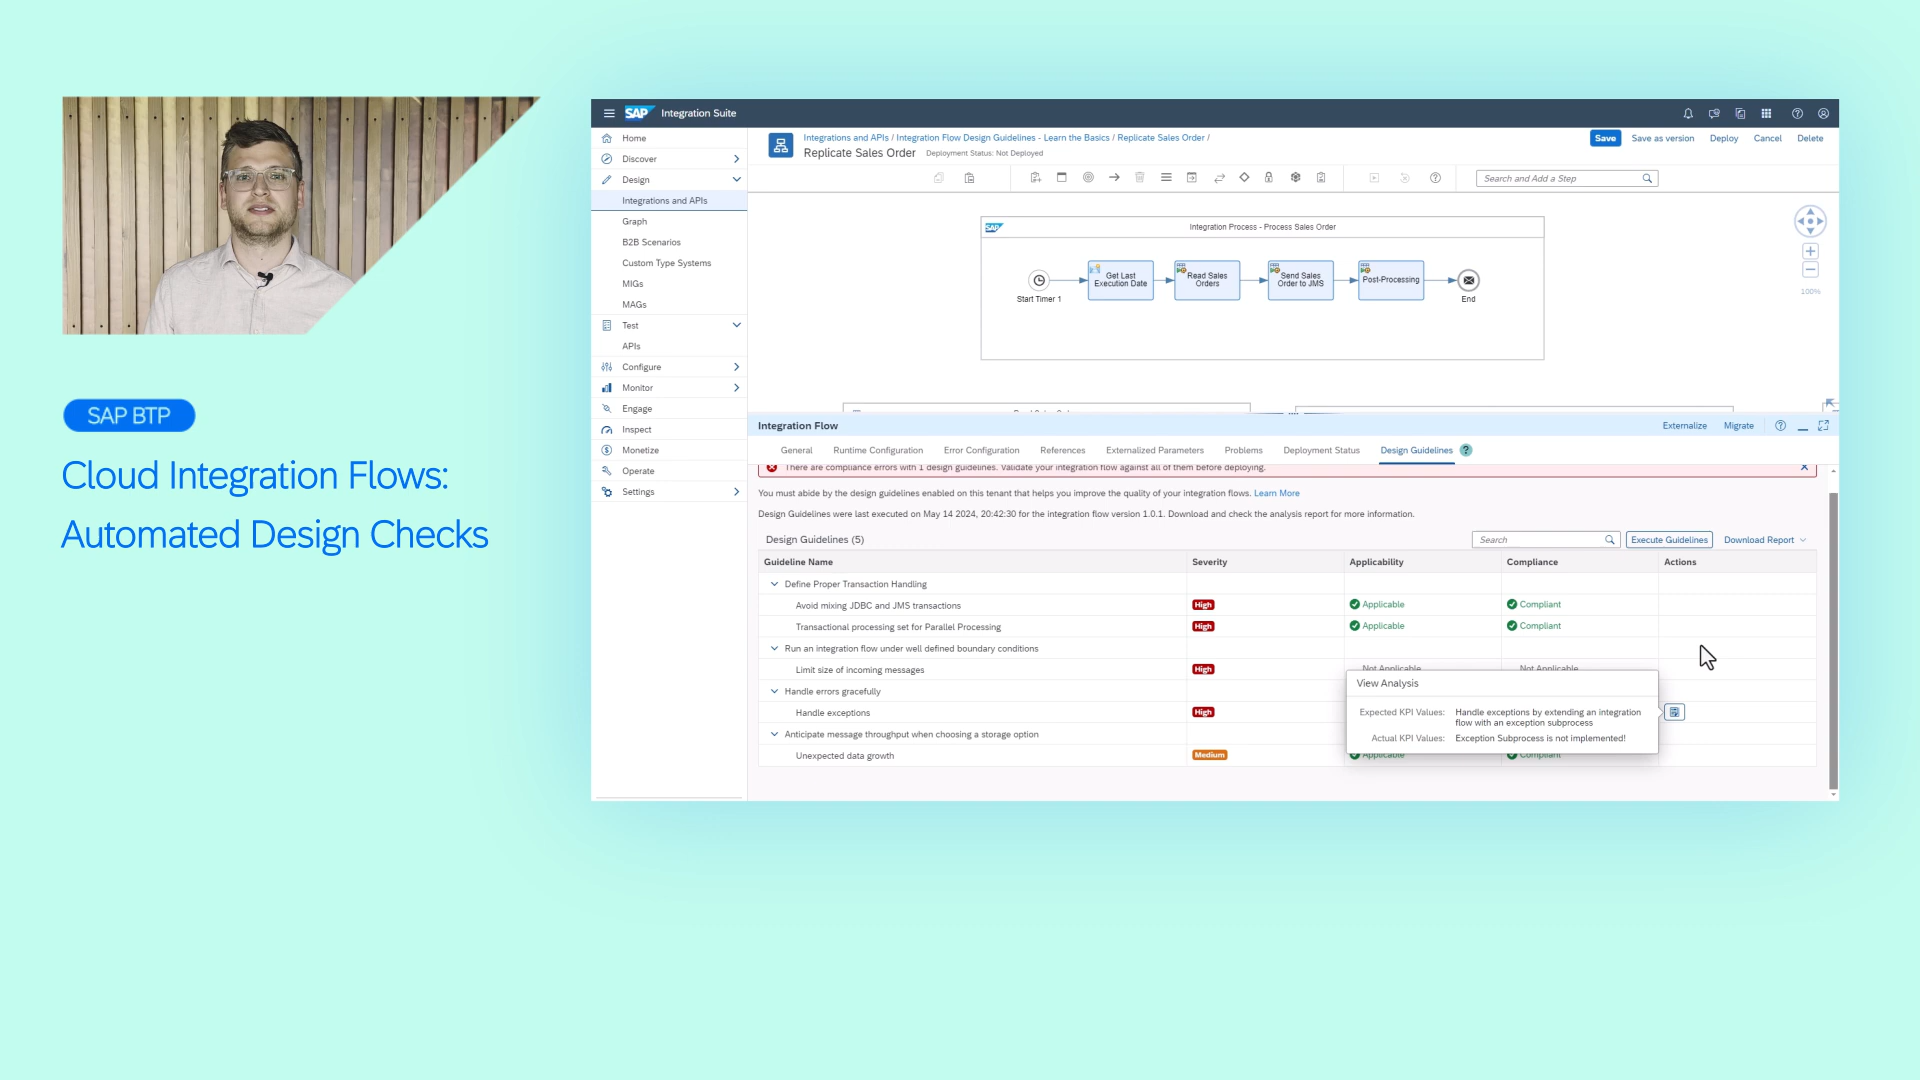 SAP BTP
Cloud Integration Flows:
Automated Design Checks
SAP Integration Suite
Home
Discover
Design
Integrations and APIs
Graph
B2B Scenarios
Custom Type Systems
MIGs
MAGs
Test
APIs
Configure
Monitor
Engage
Inspect
Monetize
Operate
Settings
Integrations and APIs / Integration Flow Design Guidelines - Learn the Basics / Replicate Sales Order /
Replicate Sales Order Deployment Status: Not Deployed
Save Save as version Deploy Cancel Delete
Search and Add a Step
SAP Integration Process - Process Sales Order
Start Timer 1
Get Last
Execution Date
Read Sales
Orders
Send Sales
Order to JMS
Post-Processing
End
100%
Integration Flow
Externalize Migrate
General Runtime Configuration Error Configuration References Externalized Parameters Problems Deployment Status Design Guidelines ?
There are compliance errors with 1 design guidelines. Validate your integration flow against all of them before deploying.
You must abide by the design guidelines enabled on this tenant that helps you improve the quality of your integration flows. Learn More
Design Guidelines were last executed on May 14 2024, 20:42:30 for the integration flow version 1.0.1. Download and check the analysis report for more information.
Design Guidelines (5)
Search Execute Guidelines Download Report
Guideline Name Severity Applicability Compliance Actions
Define Proper Transaction Handling
Avoid mixing JDBC and JMS transactions High Applicable Compliant
Transactional processing set for Parallel Processing High Applicable Compliant
Run an integration flow under well defined boundary conditions
Limit size of incoming messages High Not Applicable Not Applicable
Handle errors gracefully
Handle exceptions High
Anticipate message throughput when choosing a storage option
Unexpected data growth Medium Applicable Compliant
View Analysis
Expected KPI Values: Handle exceptions by extending an integration
flow with an exception subprocess
Actual KPI Values: Exception Subprocess is not implemented!